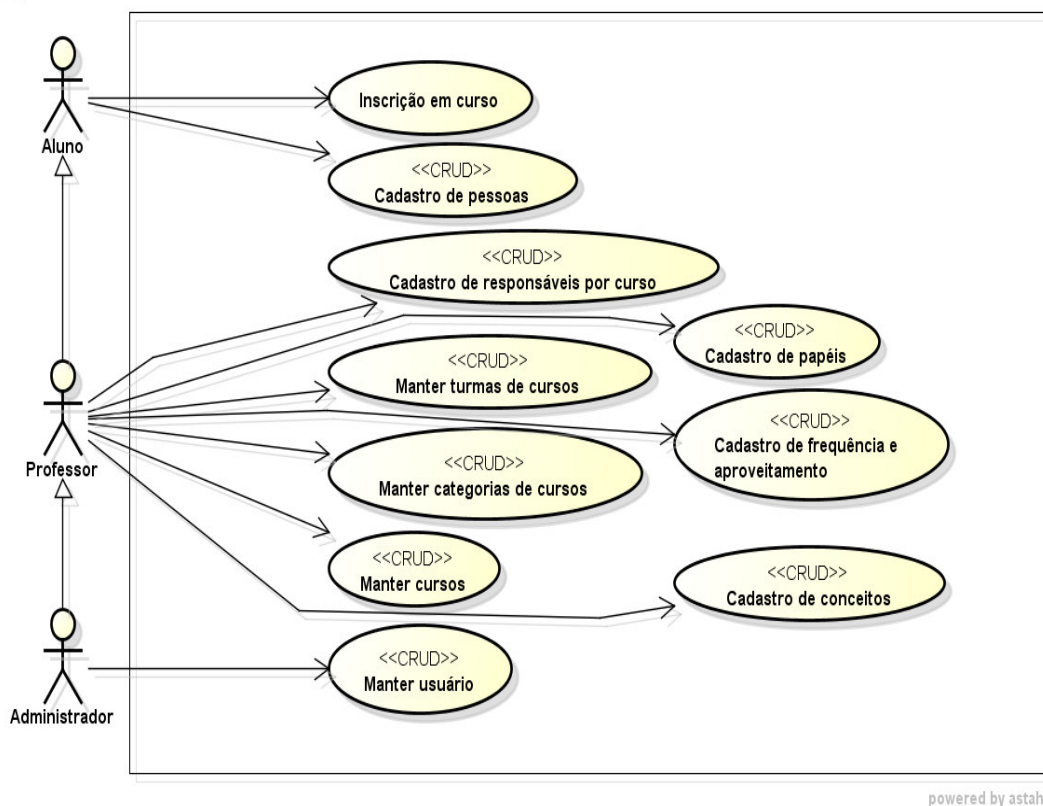 Inscrição em curso
Aluno
<<CRUD>>
Cadastro de pessoas
<<CRUD>>
Cadastro de responsáveis por curso
<<CRUD>>
Cadastro de papéis
<<CRUD>>
Manter turmas de cursos
<<CRUD>>
Cadastro de frequência e
aproveitamento
Professor
<<CRUD>>
Manter categorias de cursos
<<CRUD>>
Manter cursos
<<CRUD>>
Cadastro de conceitos
<<CRUD>>
Manter usuário
Administrador
powered by astah